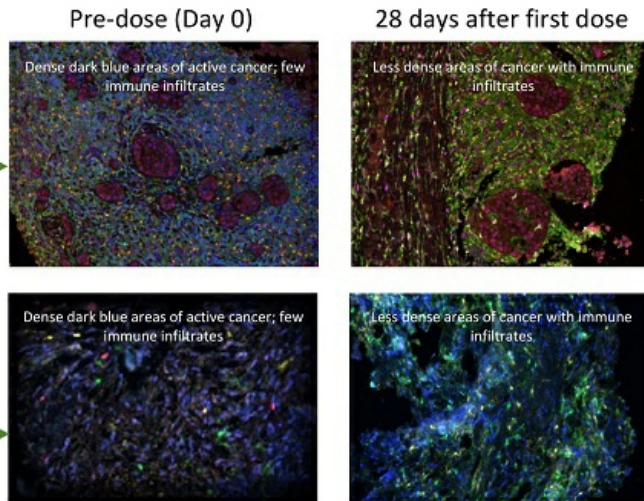 Pre-dose (Day 0)
28 days after first dose
Dense dark blue areas of active cancer; few
immune infiltrates
Less dense areas of cancer with immune
infiltrates
Dense dark blue areas of active cancer; few
immune infiltrates
Less dense areas of cancer with immune
infiltrates